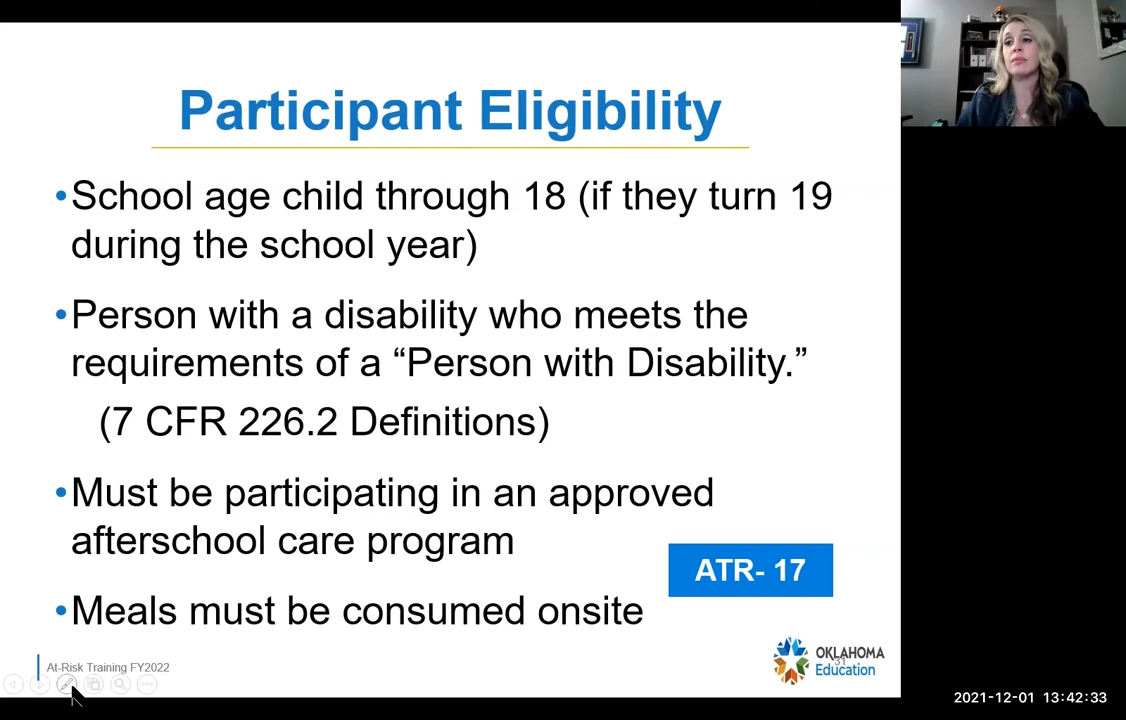 Participant Eligibility
•School age child through 18 (if they turn 19
during the school year)
•Person with a disability who meets the
requirements of a “Person with Disability.”
(7 CFR 226.2 Definitions)
•Must be participating in an approved
afterschool care program
ATR- 17
•Meals must be consumed onsite
At-Risk Training FY2022
OKLAHOMA
31
Education
2021-12-01 13:42:33